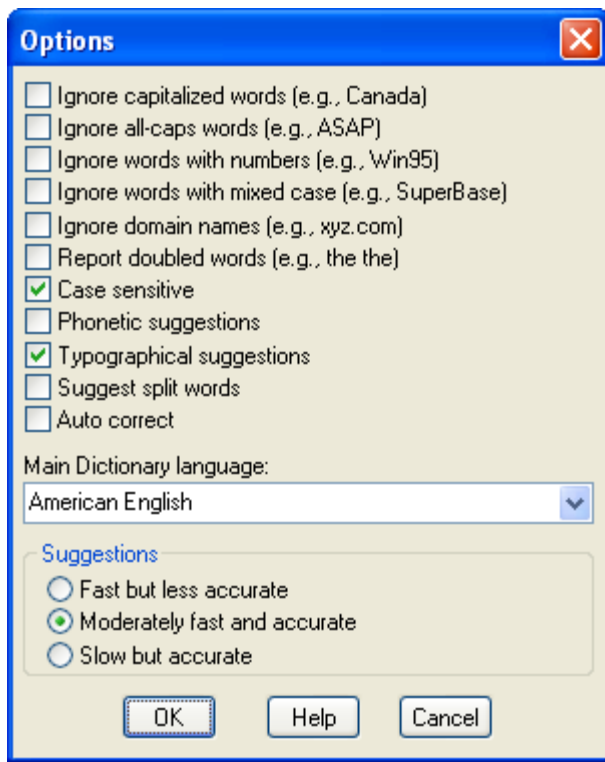 Options
Ignore capitalized words (e.g., Canada)
Ignore all-caps words (e.g., ASAP)
Ignore words with numbers (e.g., Win95)
Ignore words with mixed case (e.g., SuperBase)
Ignore domain names (e.g., xyz.com)
Report doubled words (e.g., the the)
Case sensitive
Phonetic suggestions
Typographical suggestions
Suggest split words
Auto correct
Main Dictionary language:
American English
Suggestions
Fast but less accurate
Moderately fast and accurate
Slow but accurate
OK Help Cancel